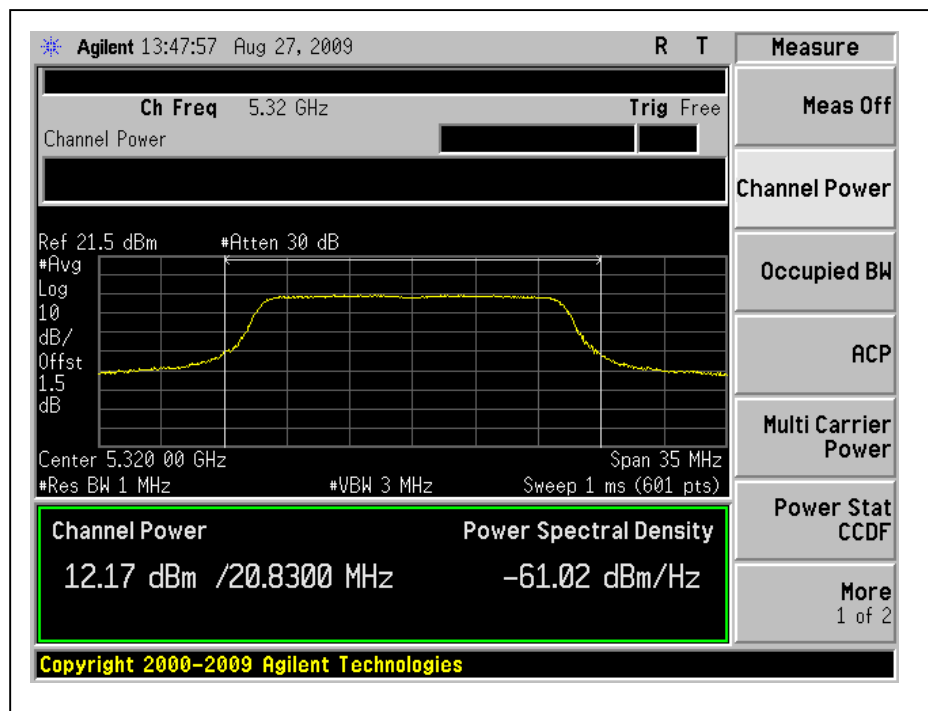 Agilent 13:47:57 Aug 27, 2009 R T
Measure
Ch Freq 5.32 GHz Trig Free
Channel Power
Meas Off
Channel Power
Occupied BW
ACP
Multi Carrier
Power
Power Stat
CCDF
More
1 of 2
Ref 21.5 dBm #Atten 30 dB
#Avg
Log
10
dB/
Offst
1.5
dB
Center 5.320 00 GHz Span 35 MHz
#Res BW 1 MHz #VBW 3 MHz Sweep 1 ms (601 pts)
Channel Power Power Spectral Density
12.17 dBm /20.8300 MHz -61.02 dBm/Hz
Copyright 2000-2009 Agilent Technologies